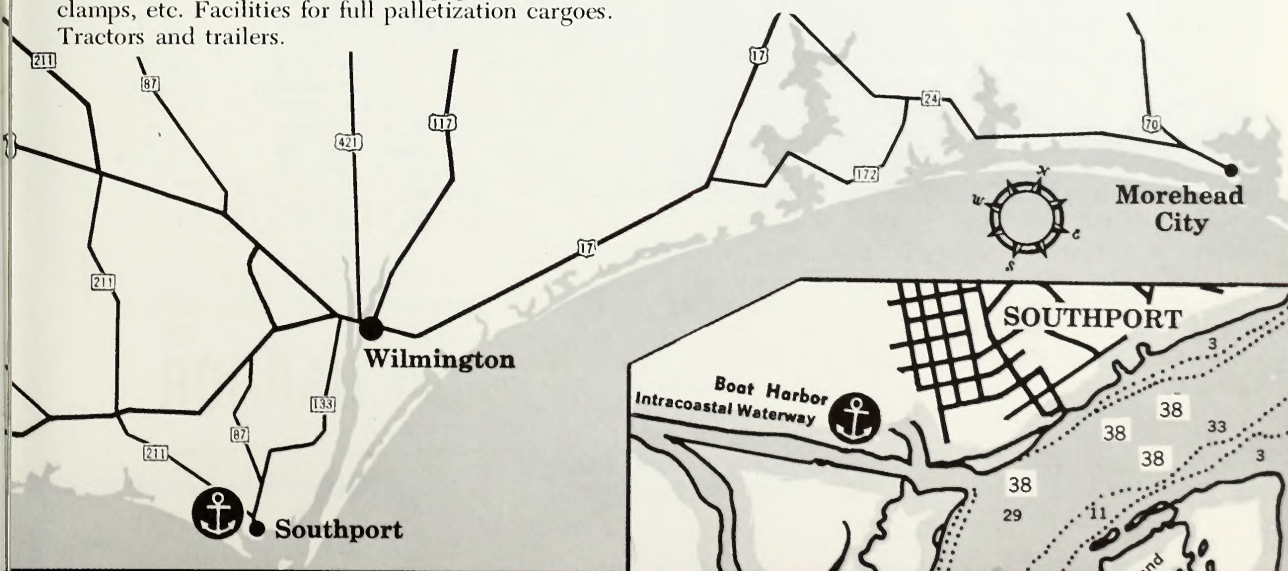 clamps, etc. Facilities for full palletization cargoes.
Tractors and trailers.
211
87
421
117
17
24
70
172
Morehead
City
N
W
E
S
17
211
Wilmington
133
87
211
Southport
SOUTHPORT
3
Boat Harbor
Intracoastal Waterway
38
38
33
38
3
38
29
11